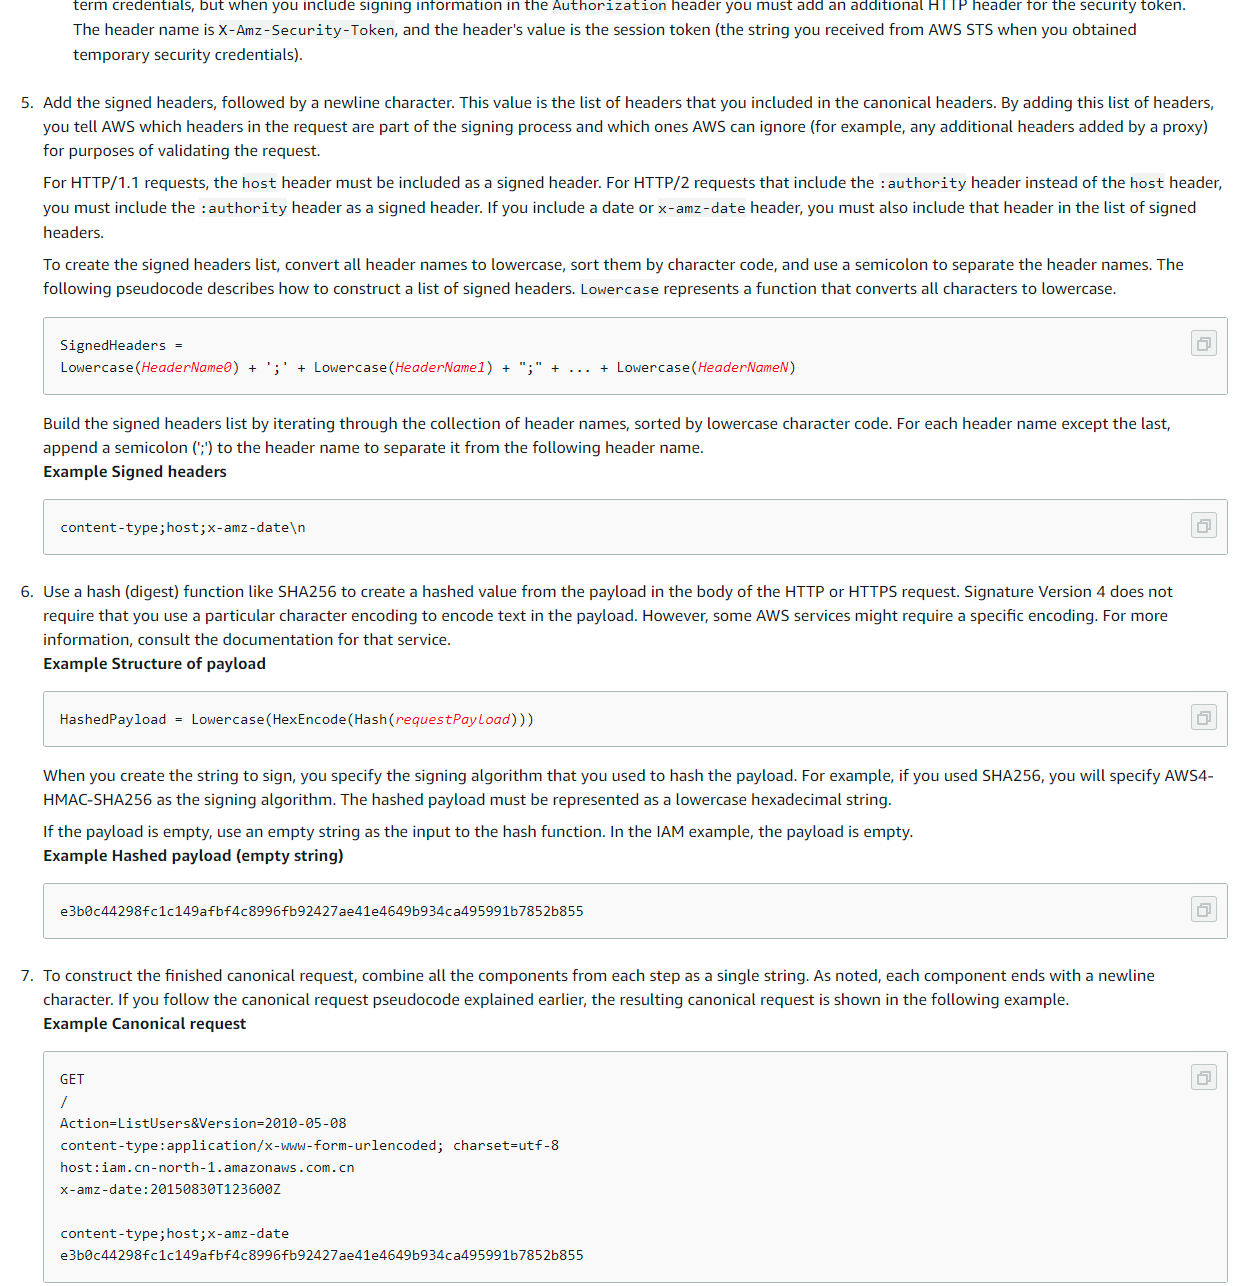 term credentials, but when you include signing information in the Authorization header you must add an additional HTTP header for the security token.
The header name is X-Amz-Security-Token, and the header's value is the session token (the string you received from AWS STS when you obtained
temporary security credentials).
5. Add the signed headers, followed by a newline character. This value is the list of headers that you included in the canonical headers. By adding this list of headers,
you tell AWS which headers in the request are part of the signing process and which ones AWS can ignore (for example, any additional headers added by a proxy)
for purposes of validating the request.
For HTTP/1.1 requests, the host header must be included as a signed header. For HTTP/2 requests that include the :authority header instead of the host header,
you must include the :authority header as a signed header. If you include a date or x-amz-date header, you must also include that header in the list of signed
headers.
To create the signed headers list, convert all header names to lowercase, sort them by character code, and use a semicolon to separate the header names. The
following pseudocode describes how to construct a list of signed headers. Lowercase represents a function that converts all characters to lowercase.
SignedHeaders =
Lowercase(HeaderName0) + ';' + Lowercase(HeaderName1) + ";" + ... + Lowercase(HeaderNameN)
Build the signed headers list by iterating through the collection of header names, sorted by lowercase character code. For each header name except the last,
append a semicolon (';') to the header name to separate it from the following header name.
Example Signed headers
content-type;host;x-amz-date\n
6. Use a hash (digest) function like SHA256 to create a hashed value from the payload in the body of the HTTP or HTTPS request. Signature Version 4 does not
require that you use a particular character encoding to encode text in the payload. However, some AWS services might require a specific encoding. For more
information, consult the documentation for that service.
Example Structure of payload
HashedPayload = Lowercase(HexEncode(Hash(requestPayload)))
When you create the string to sign, you specify the signing algorithm that you used to hash the payload. For example, if you used SHA256, you will specify AWS4-
HMAC-SHA256 as the signing algorithm. The hashed payload must be represented as a lowercase hexadecimal string.
If the payload is empty, use an empty string as the input to the hash function. In the IAM example, the payload is empty.
Example Hashed payload (empty string)
e3b0c44298fc1c149afbf4c8996fb92427ae41e4649b934ca495991b7852b855
7. To construct the finished canonical request, combine all the components from each step as a single string. As noted, each component ends with a newline
character. If you follow the canonical request pseudocode explained earlier, the resulting canonical request is shown in the following example.
Example Canonical request
GET
/
Action=ListUsers&Version=2010-05-08
content-type:application/x-www-form-urlencoded; charset=utf-8
host:iam.cn-north-1.amazonaws.com.cn
x-amz-date:20150830T123600Z
content-type;host;x-amz-date
e3b0c44298fc1c149afbf4c8996fb92427ae41e4649b934ca495991b7852b855